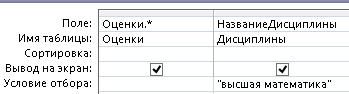 Поле: Оценки.* НазваниеДисциплины
Имя таблицы: Оценки Дисциплины
Сортировка:
Вывод на экран:
Условие отбора: "высшая математика"